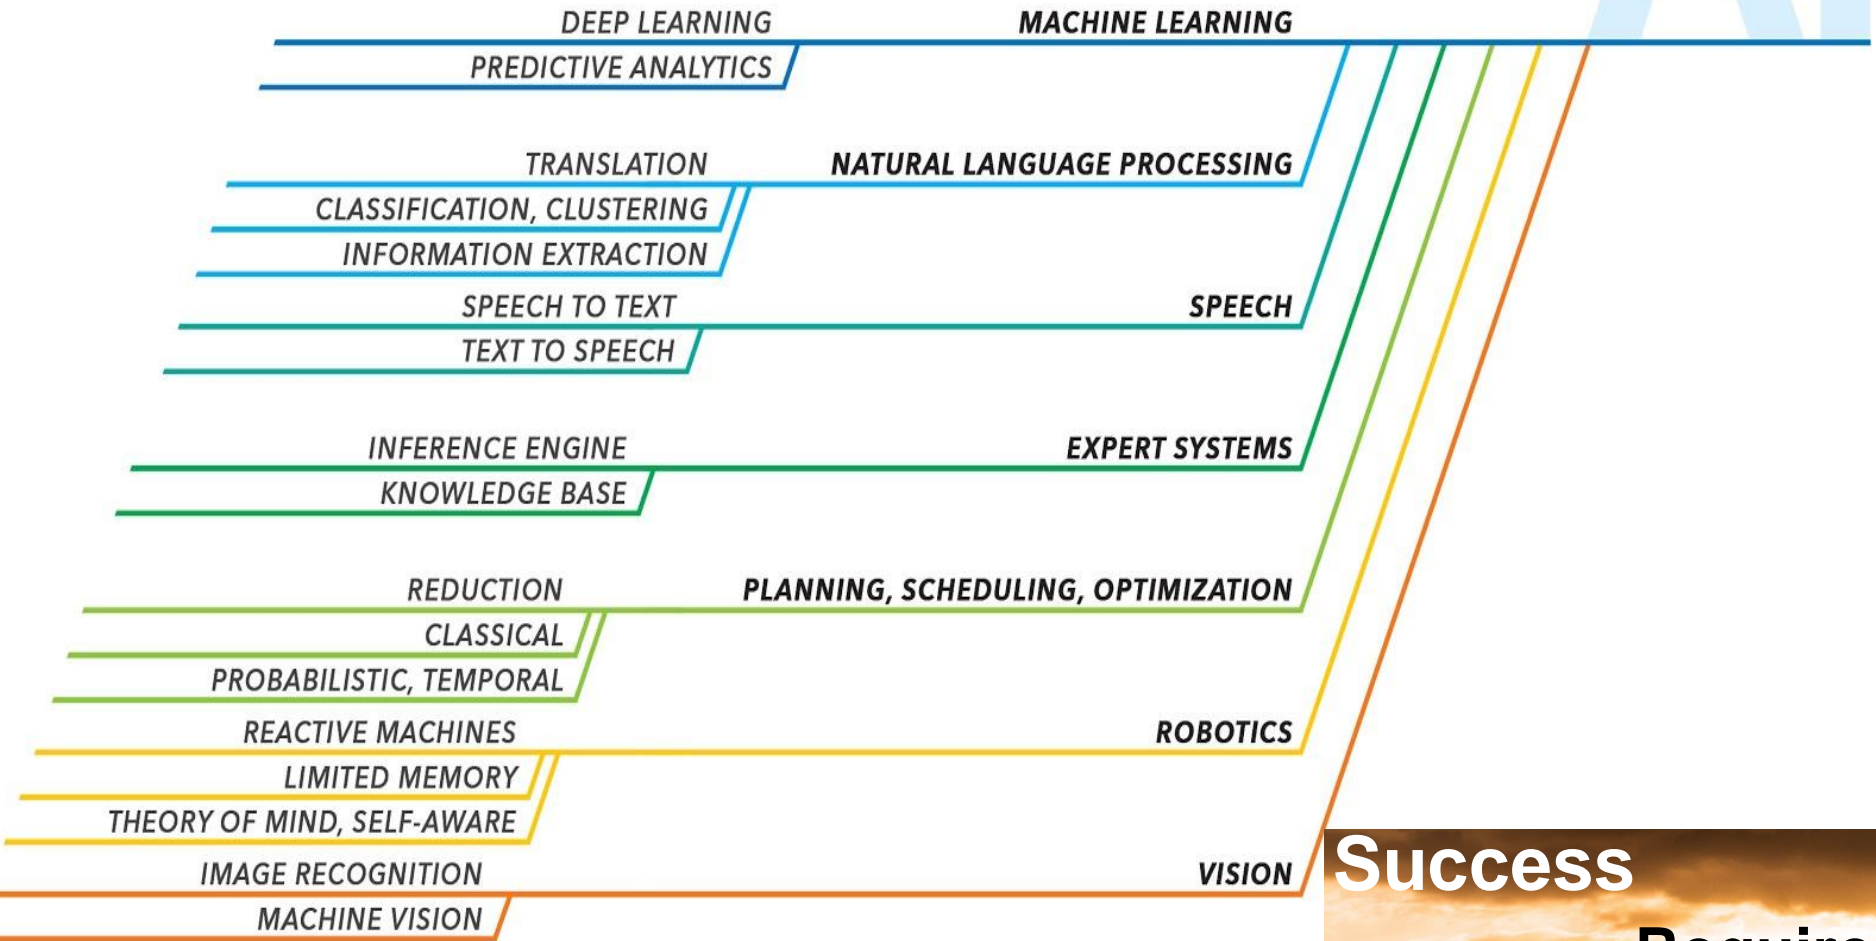 DEEP LEARNING MACHINE LEARNING
PREDICTIVE ANALYTICS
TRANSLATION NATURAL LANGUAGE PROCESSING
CLASSIFICATION, CLUSTERING
INFORMATION EXTRACTION
SPEECH TO TEXT SPEECH
TEXT TO SPEECH
INFERENCE ENGINE EXPERT SYSTEMS
KNOWLEDGE BASE
REDUCTION PLANNING, SCHEDULING, OPTIMIZATION
CLASSICAL
PROBABILISTIC, TEMPORAL
REACTIVE MACHINES ROBOTICS
LIMITED MEMORY
THEORY OF MIND, SELF-AWARE
IMAGE RECOGNITION VISION
MACHINE VISION
Success